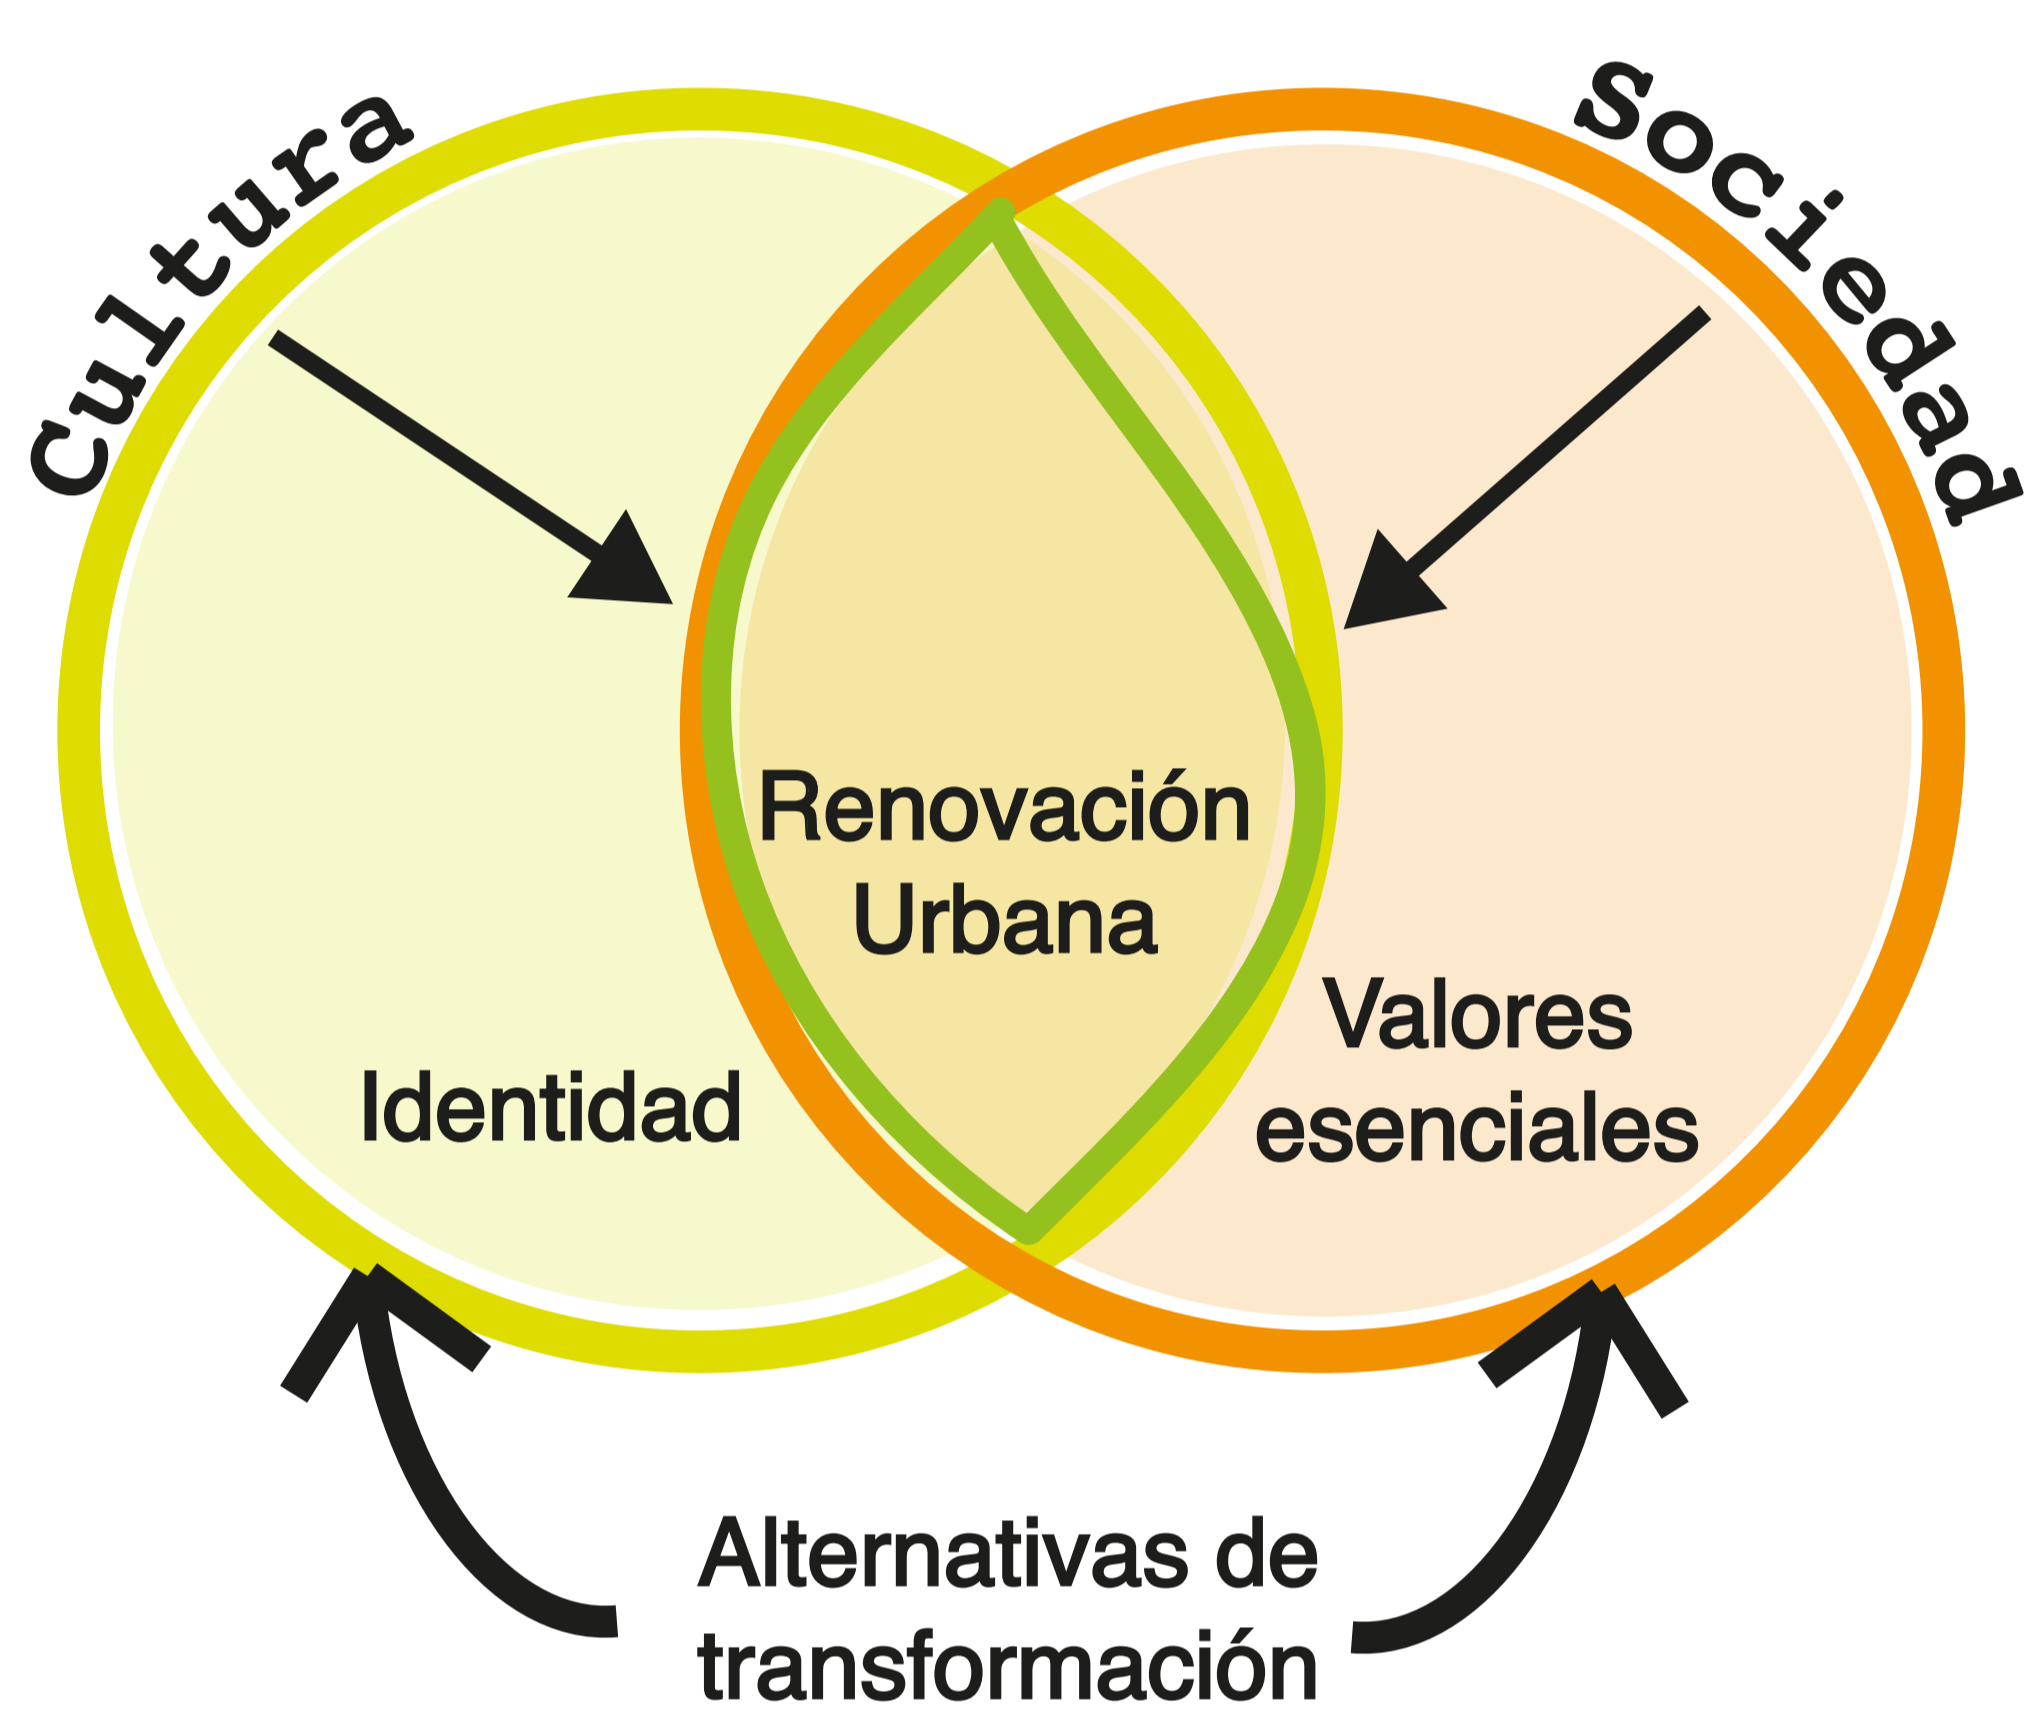 Cultura
Sociedad
Renovación
Urbana
Identidad
Valores
esenciales
Alternativas de
transformación